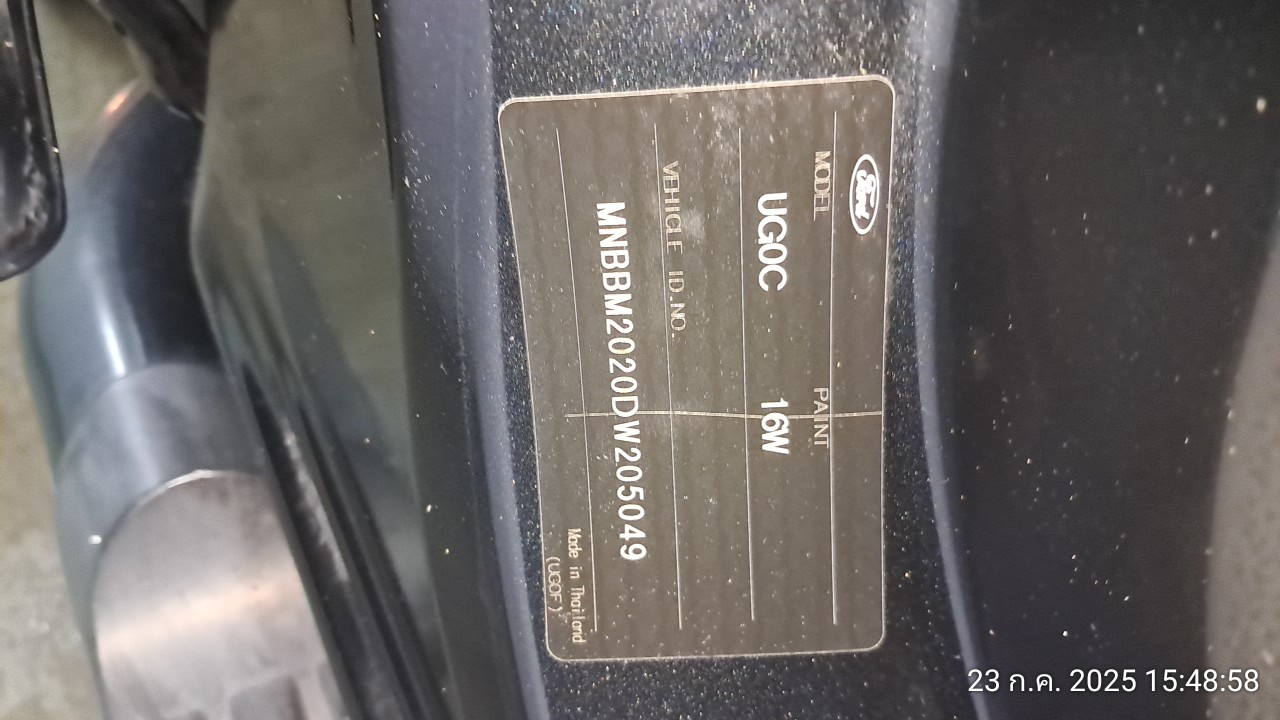 Ford
MODEL PAINT
UG0C 16W
VEHICLE ID.NO.
MNBBM2020DW205049
Made in Thailand
(UG0F)
23 ก.ค. 2025 15:48:58